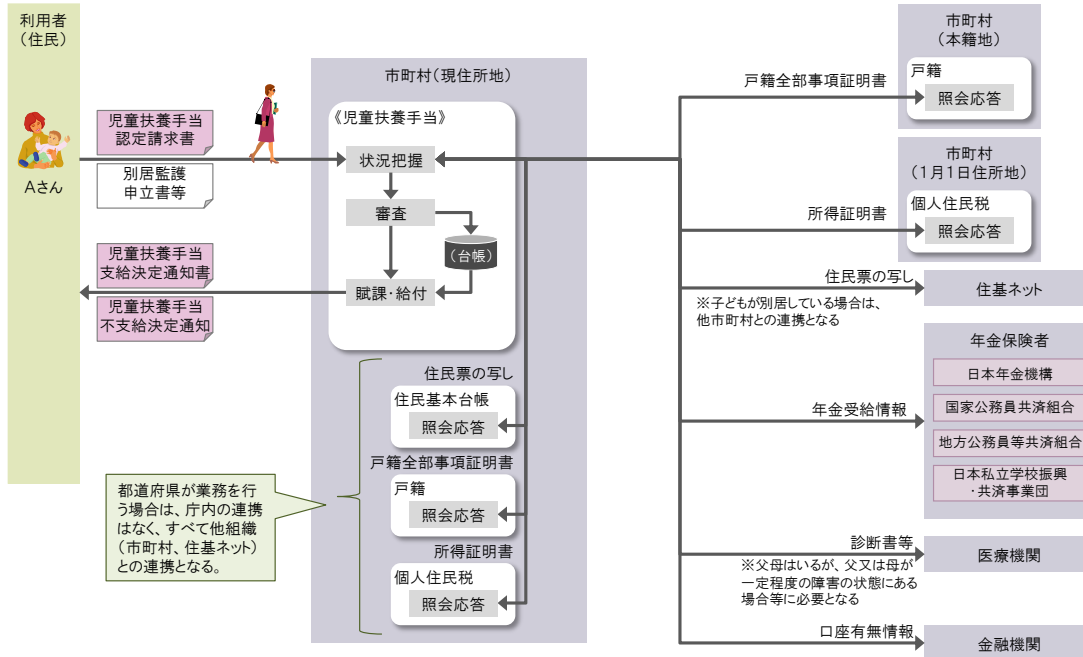 利用者
(住民)
Aさん
児童扶養手当
認定請求書
別居監護
申立書等
児童扶養手当
支給決定通知書
児童扶養手当
不支給決定通知
市町村(現住所地)
《児童扶養手当》
状況把握
審査
(台帳)
賦課・給付
住民票の写し
住民基本台帳
照会応答
戸籍全部事項証明書
戸籍
照会応答
所得証明書
個人住民税
照会応答
都道府県が業務を行
う場合は、庁内の連携
はなく、すべて他組織
(市町村、住基ネット)
との連携となる。
戸籍全部事項証明書
市町村
(本籍地)
戸籍
照会応答
所得証明書
市町村
(1月1日住所地)
個人住民税
照会応答
住民票の写し
※子どもが別居している場合は、
他市町村との連携となる
住基ネット
年金受給情報
年金保険者
日本年金機構
国家公務員共済組合
地方公務員等共済組合
日本私立学校振興
・共済事業団
診断書等
※父母はいるが、父又は母が
一定程度の障害の状態にある
場合等に必要となる
医療機関
口座有無情報
金融機関